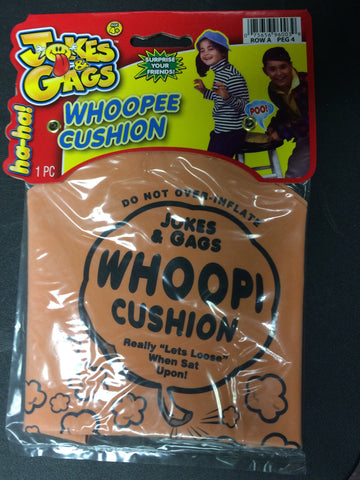 JOKES
& GAGS
ha-ha!
1 PC
SURPRISE
YOUR
FRIENDS!
ROW A PEG 4
WHOOPEE
CUSHION
POO!
DO NOT OVER-INFLATE
JOKES
& GAGS
WHOOPI
CUSHION
Really "Lets Loose"
When Sat
Upon!